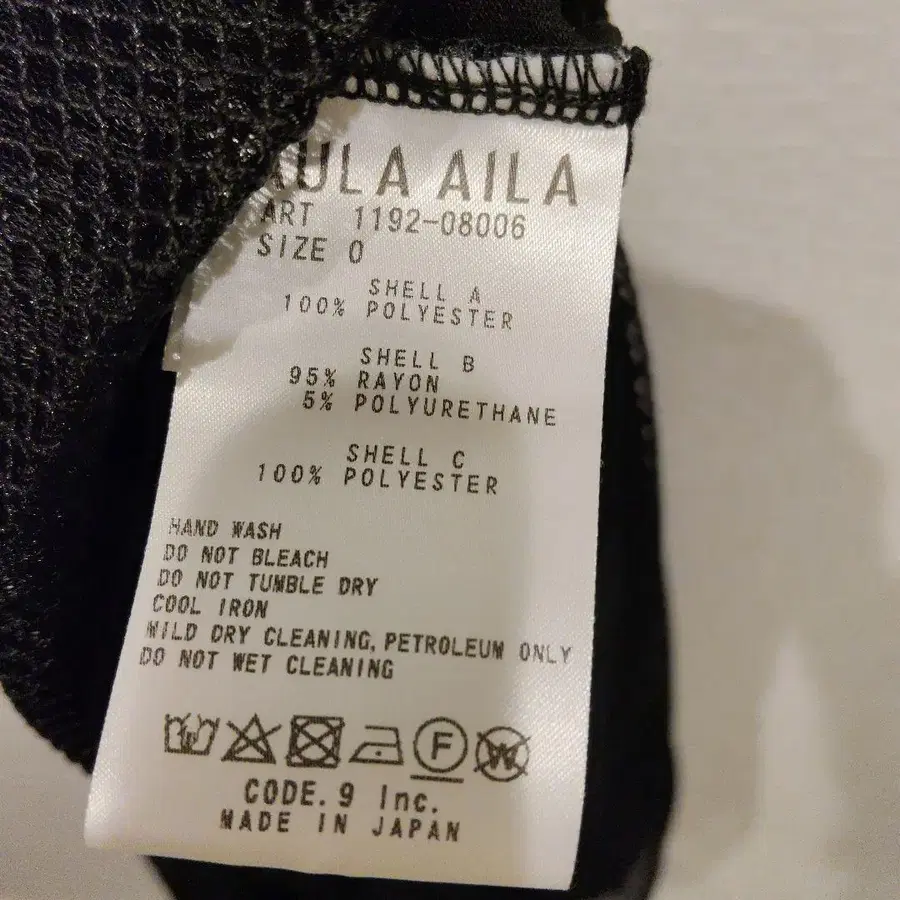 AULA AILA
ART 1192-08006
SIZE 0
SHELL A
100% POLYESTER
SHELL B
95% RAYON
5% POLYURETHANE
SHELL C
100% POLYESTER
HAND WASH
DO NOT BLEACH
DO NOT TUMBLE DRY
COOL IRON
MILD DRY CLEANING, PETROLEUM ONLY
DO NOT WET CLEANING
F W
CODE.9 Inc.
MADE IN JAPAN